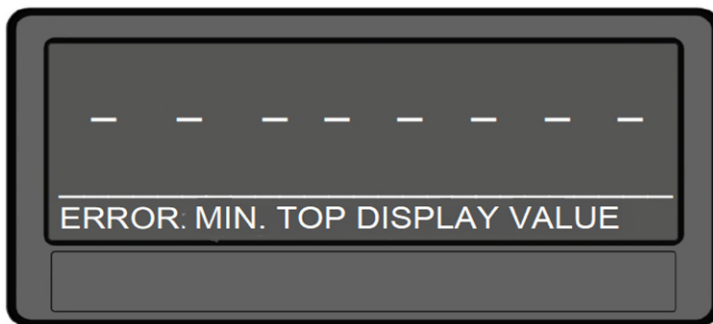 - - - - - - - -
ERROR: MIN. TOP DISPLAY VALUE